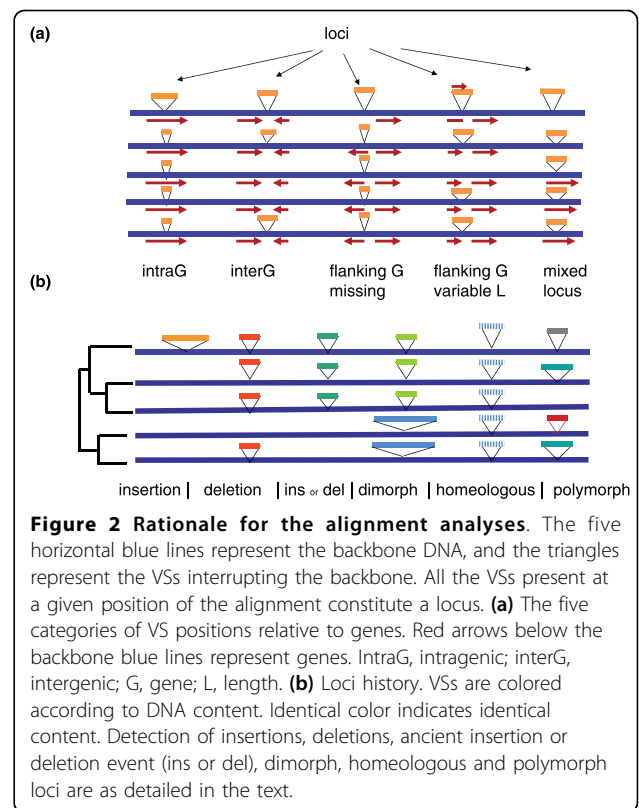 (a)
loci
intraG
interG
flanking G
missing
flanking G
variable L
mixed
locus
(b)
insertion | deletion | ins or del | dimorph | homeologous | polymorph
Figure 2 Rationale for the alignment analyses. The five
horizontal blue lines represent the backbone DNA, and the triangles
represent the VSs interrupting the backbone. All the VSs present at
a given position of the alignment constitute a locus. (a) The five
categories of VS positions relative to genes. Red arrows below the
backbone blue lines represent genes. IntraG, intragenic; interG,
intergenic; G, gene; L, length. (b) Loci history. VSs are colored
according to DNA content. Identical color indicates identical
content. Detection of insertions, deletions, ancient insertion or
deletion event (ins or del), dimorph, homeologous and polymorph
loci are as detailed in the text.